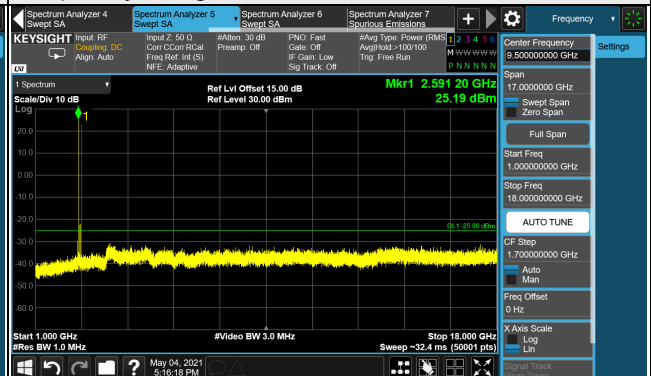 Spectrum Analyzer 4
Swept SA
Spectrum Analyzer 5
Swept SA
Spectrum Analyzer 6
Swept SA
Spectrum Analyzer 7
Spurious Emissions
Frequency
KEYSIGHT
LXI
Input: RF
Coupling: DC
Align: Auto
Input Z: 50 Ω
Corr CCorr RCal
Freq Ref: Int (S)
NFE: Adaptive
#Atten: 30 dB
Preamp: Off
PNO: Fast
Gate: Off
IF Gain: Low
Sig Track: Off
#Avg Type: Power (RMS
Avg|Hold:>100/100
Trig: Free Run
1 2 3 4 5 6
M W W W W W
P N N N N N
Center Frequency
9.500000000 GHz
Settings
Span
17.0000000 GHz
Swept Span
Zero Span
Full Span
Start Freq
1.000000000 GHz
Stop Freq
18.000000000 GHz
AUTO TUNE
CF Step
1.700000000 GHz
Auto
Man
Freq Offset
0 Hz
X Axis Scale
Log
Lin
Signal Track
(Span Zoom)
1 Spectrum
Scale/Div 10 dB
Log
Ref Lvl Offset 15.00 dB
Ref Level 30.00 dBm
Mkr1 2.591 20 GHz
25.19 dBm
1
20.0
10.0
0.00
-10.0
-20.0
-30.0
-40.0
-50.0
-60.0
DL1 -25.00 dBm
Start 1.000 GHz
#Res BW 1.0 MHz
#Video BW 3.0 MHz
Stop 18.000 GHz
Sweep ~32.4 ms (50001 pts)
?
May 04, 2021
5:16:18 PM